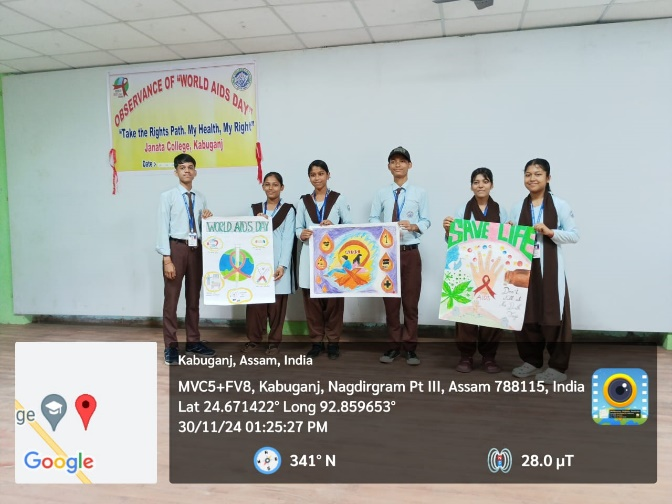 OBSERVANCE OF "WORLD AIDS DAY"
"Take the Rights Path. My Health, My Right"
Janata College, Kabuganj
Date :-
WORLD AIDS DAY
SAVE LIFE
AIDS
Kabuganj, Assam, India
MVC5+FV8, Kabuganj, Nagdirgram Pt III, Assam 788115, India
Lat 24.671422° Long 92.859653°
30/11/24 01:25:27 PM
ge
Google
341° N
28.0 µT